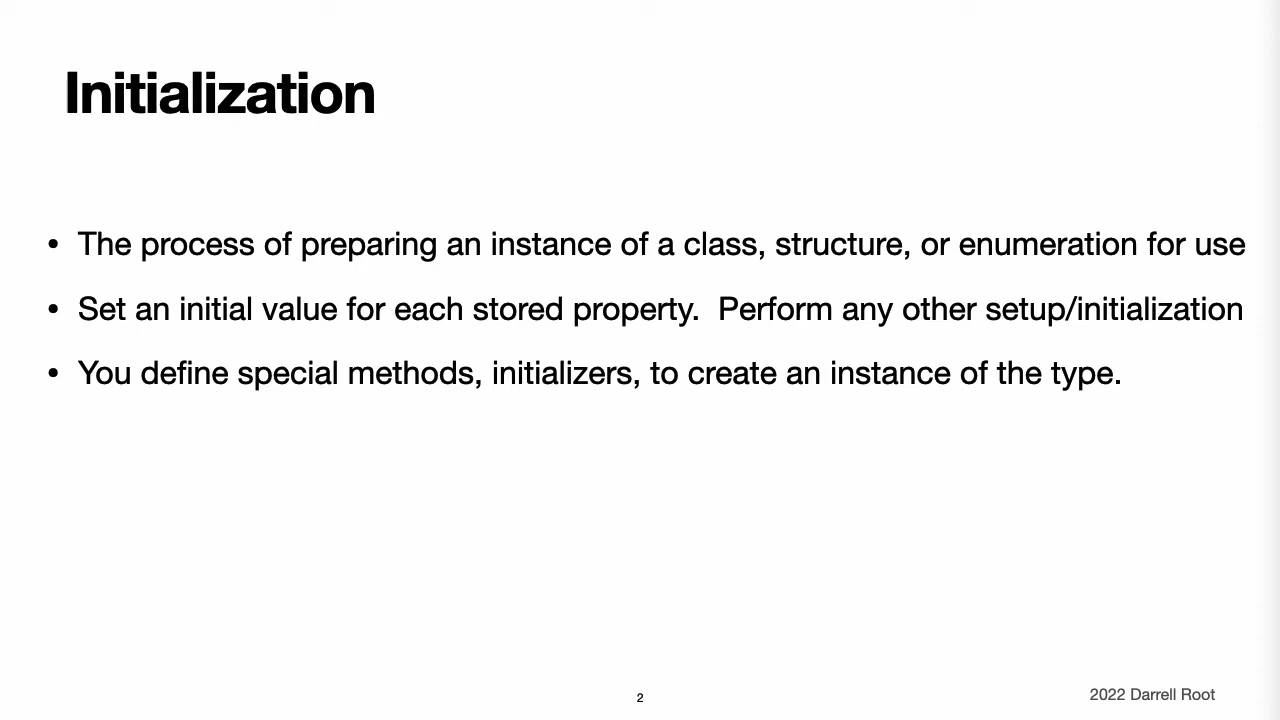 Initialization
• The process of preparing an instance of a class, structure, or enumeration for use
• Set an initial value for each stored property.  Perform any other setup/initialization
• You define special methods, initializers, to create an instance of the type.
2
2022 Darrell Root